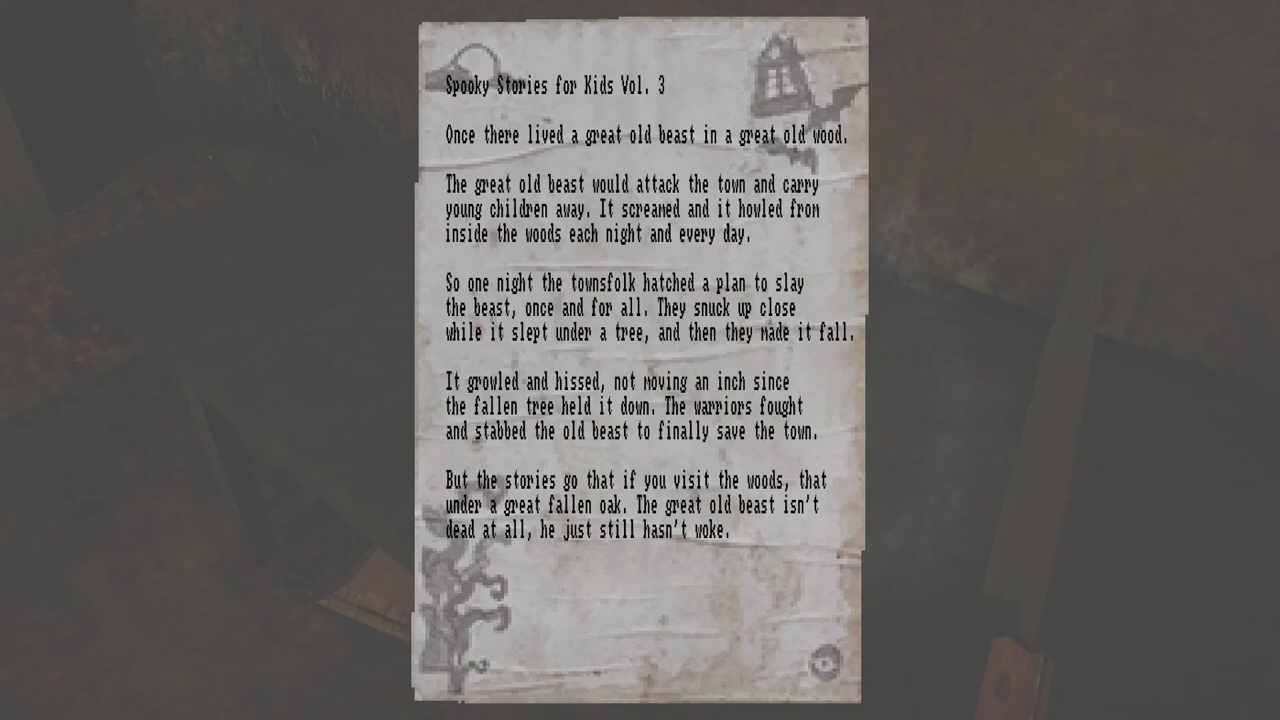 Spooky Stories for Kids Vol. 3
Once there lived a great old beast in a great old wood.
The great old beast would attack the town and carry
young children away. It screamed and it howled from
inside the woods each night and every day.
So one night the townsfolk hatched a plan to slay
the beast, once and for all. They snuck up close
while it slept under a tree, and then they made it fall.
It growled and hissed, not moving an inch since
the fallen tree held it down. The warriors fought
and stabbed the old beast to finally save the town.
But the stories go that if you visit the woods, that
under a great fallen oak. The great old beast isn't
dead at all, he just still hasn't woke.